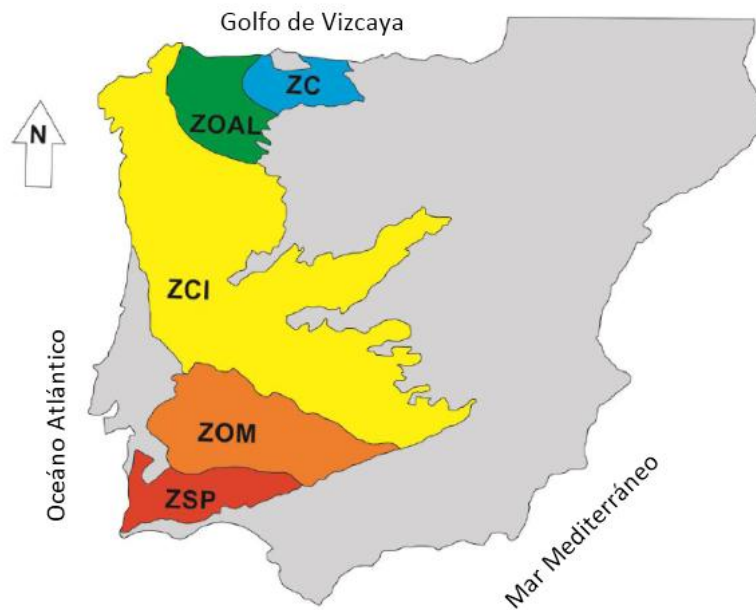 Golfo de Vizcaya
ZC
ZOAL
N
ZCI
Océano Atlántico
ZOM
ZSP
Mar Mediterráneo